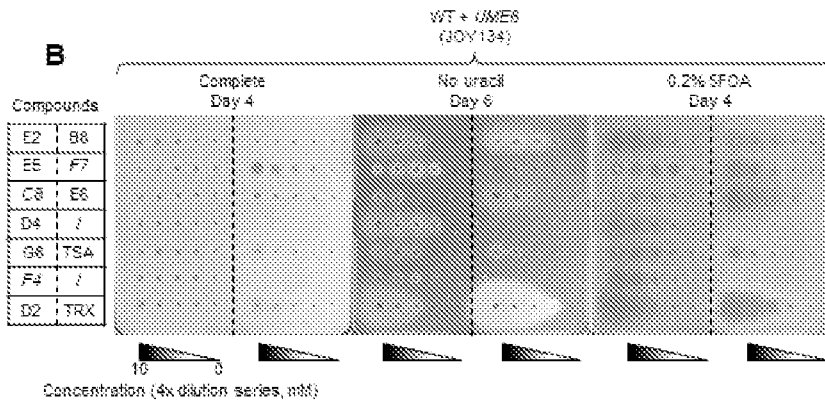 B
WT + UME6
(JOY134)
Complete
Day 4
No uracil
Day 6
0.2% 5FOA
Day 4
Compounds
E2 B8
E5 F7
C8 E6
D4 /
G6 TSA
F4 /
D2 TRX
10 0
Concentration (4x dilution series, mM)